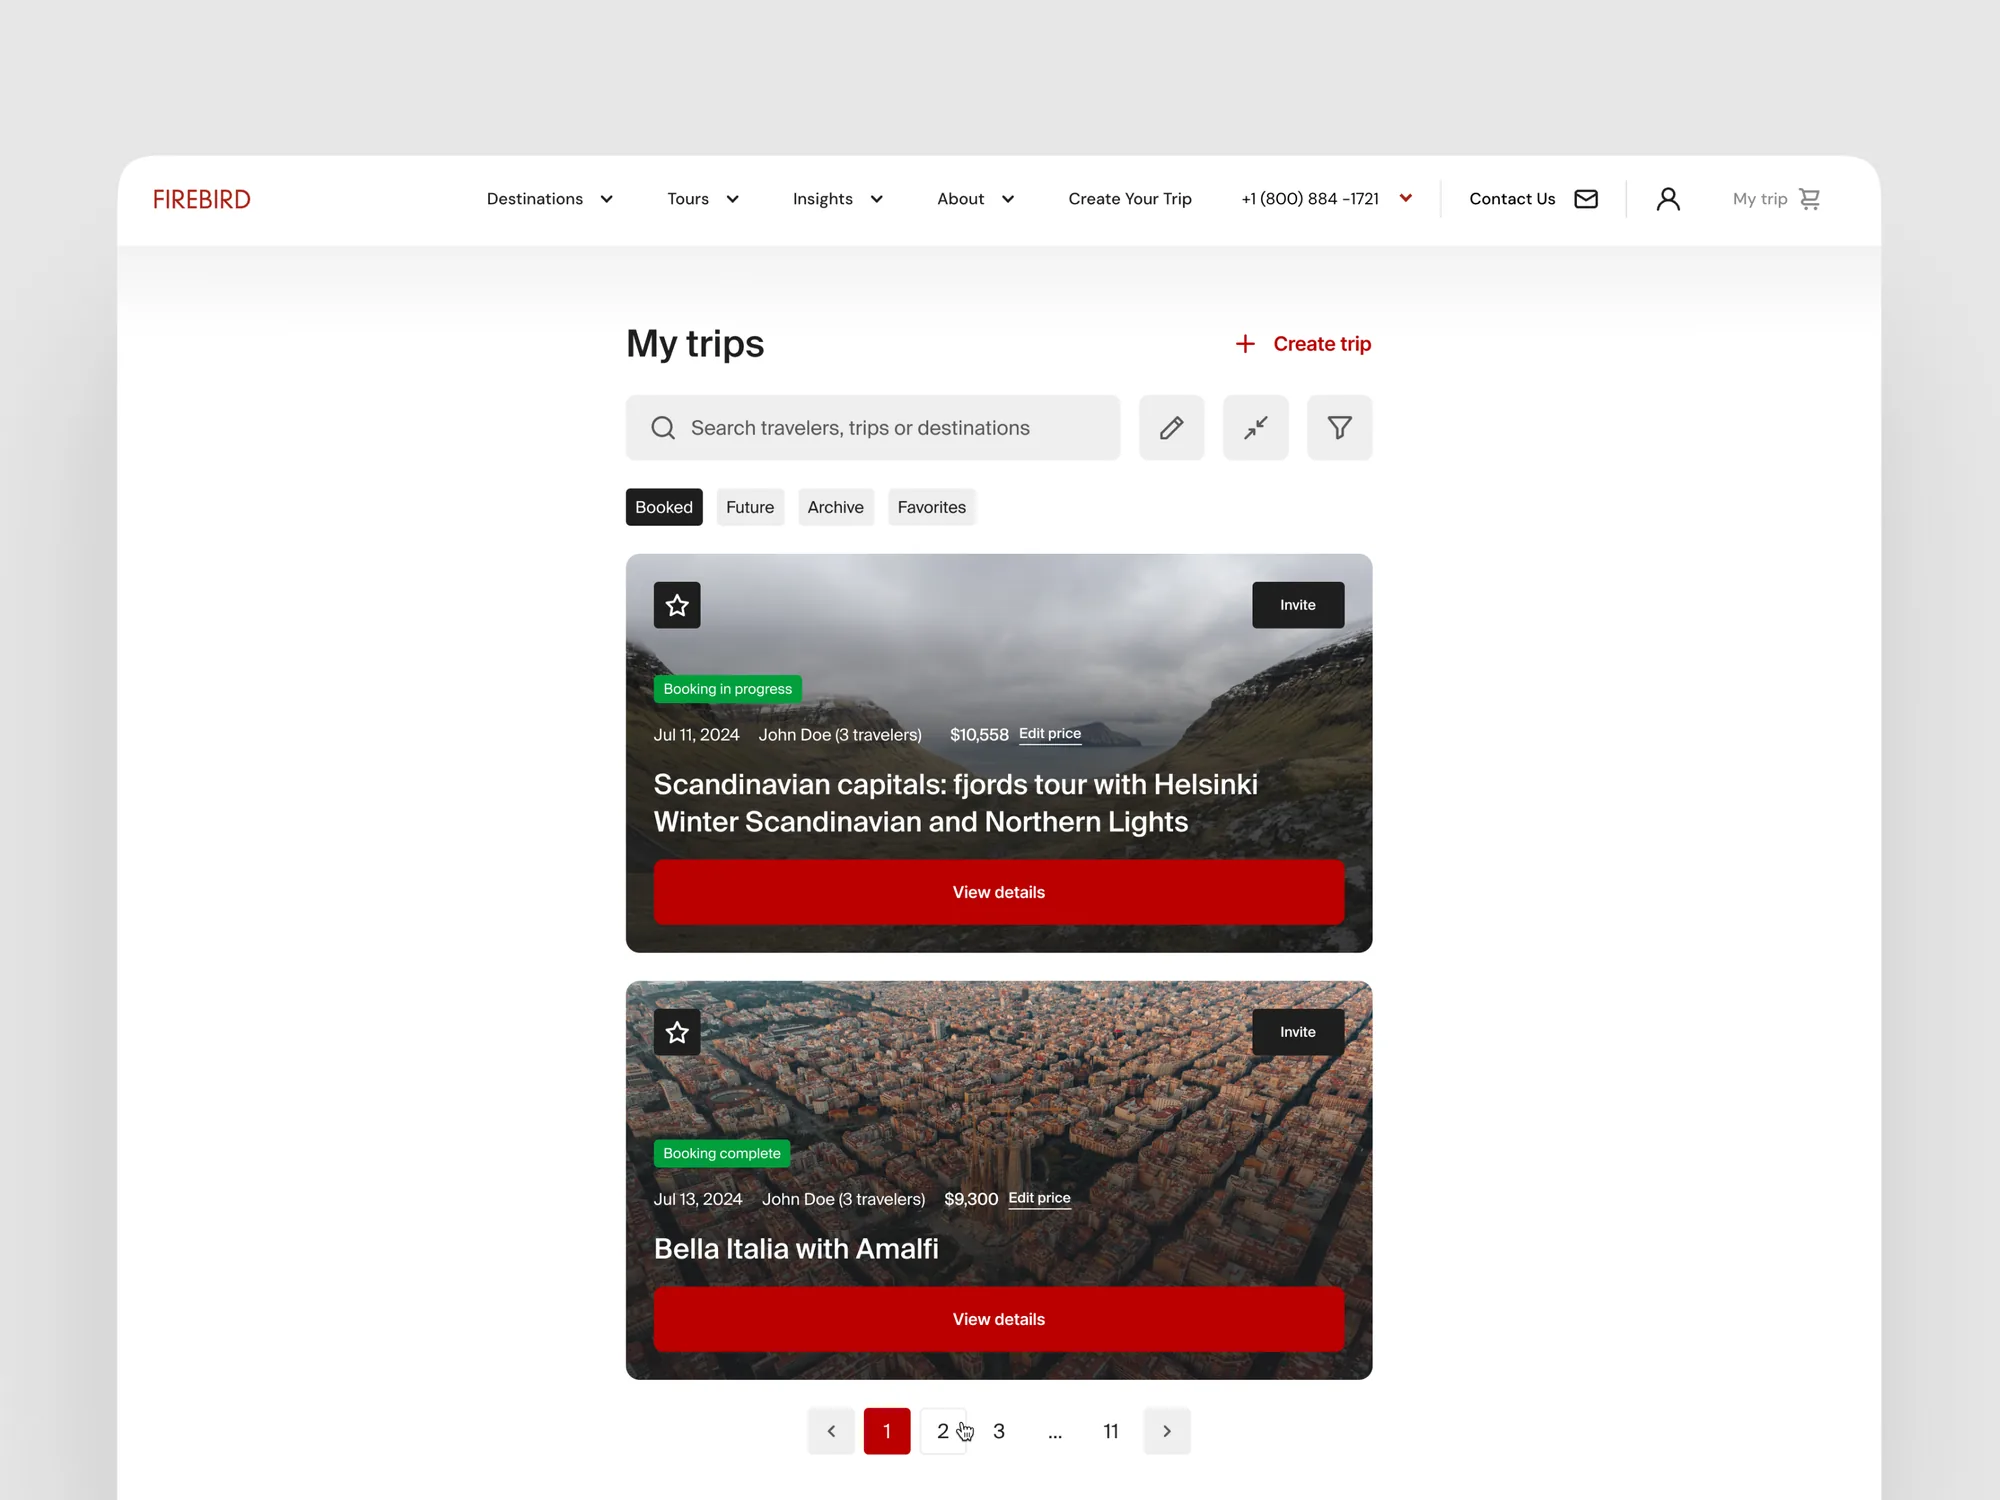 FIREBIRD
Destinations
Tours
Insights
About
Create Your Trip
+1 (800) 884 -1721
Contact Us
My trip
My trips
Create trip
Search travelers, trips or destinations
Booked
Future
Archive
Favorites
Invite
Booking in progress
Jul 11, 2024 John Doe (3 travelers) $10,558 Edit price
Scandinavian capitals: fjords tour with Helsinki
Winter Scandinavian and Northern Lights
View details
Invite
Booking complete
Jul 13, 2024 John Doe (3 travelers) $9,300 Edit price
Bella Italia with Amalfi
View details
1 2 3 ... 11